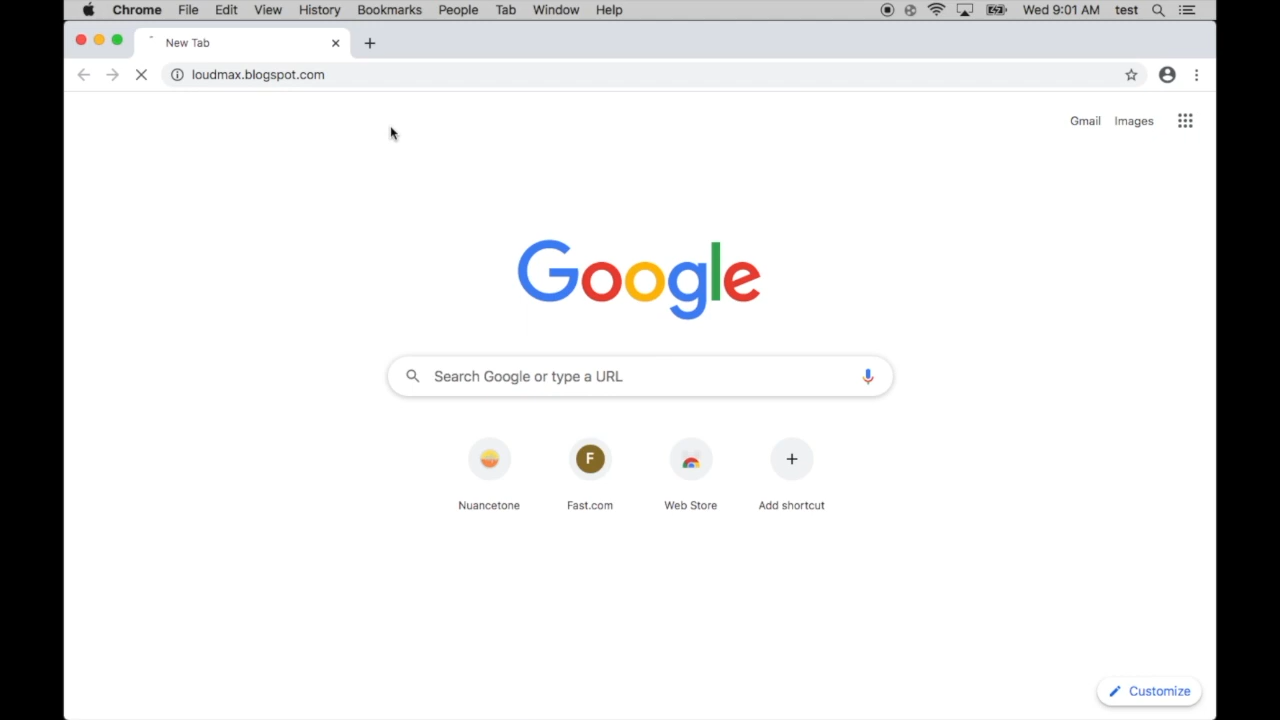 Chrome File Edit View History Bookmarks People Tab Window Help Wed 9:01 AM test
New Tab
loudmax.blogspot.com
Gmail Images
Google
Search Google or type a URL
F
Nuancetone Fast.com Web Store Add shortcut
Customize